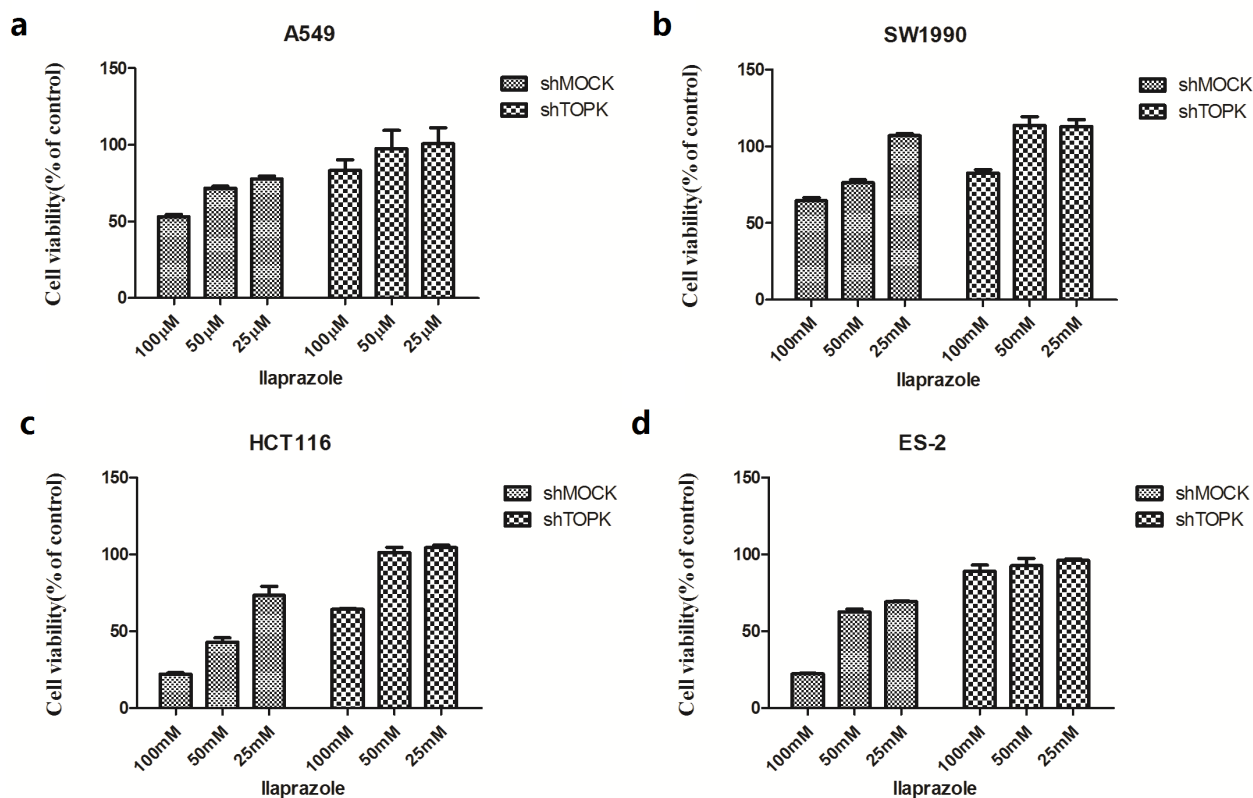 a
A549
Cell viability(% of control)
150
100
50
0
shMOCK
shTOPK
100μM
50μM
25μM
100μM
50μM
25μM
Ilaprazole
b
SW1990
Cell viability(% of control)
150
100
50
0
shMOCK
shTOPK
100mM
50mM
25mM
100mM
50mM
25mM
Ilaprazole
c
HCT116
Cell viability(% of control)
150
100
50
0
shMOCK
shTOPK
100mM
50mM
25mM
100mM
50mM
25mM
Ilaprazole
d
ES-2
Cell viability(% of control)
150
100
50
0
shMOCK
shTOPK
100mM
50mM
25mM
100mM
50mM
25mM
Ilaprazole